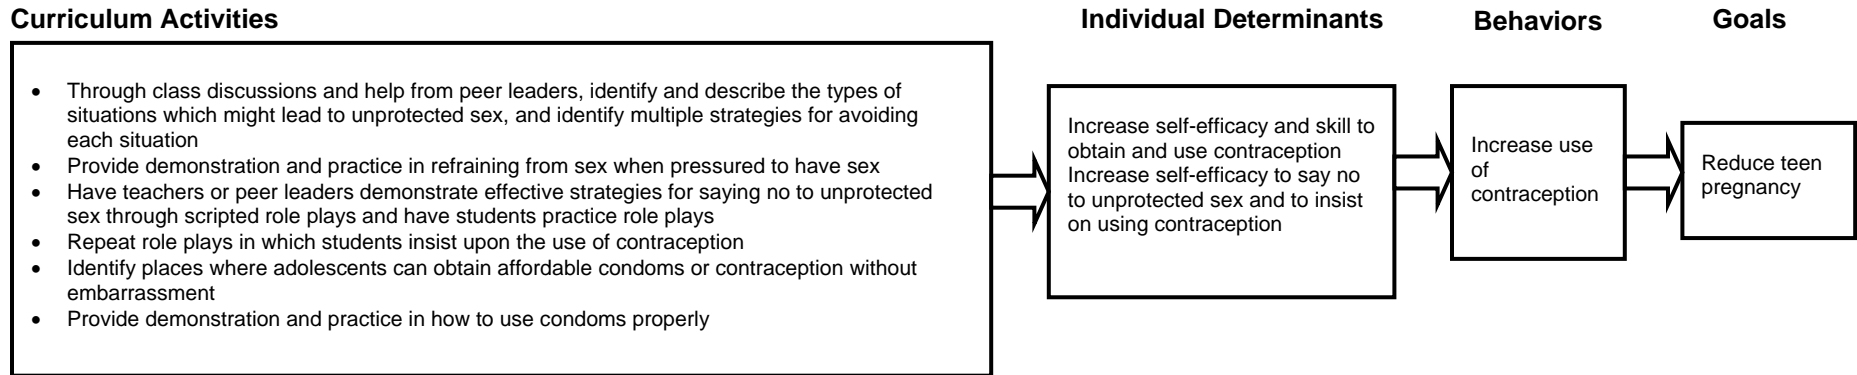 Curriculum Activities
Individual Determinants
Behaviors
Goals
• Through class discussions and help from peer leaders, identify and describe the types of
situations which might lead to unprotected sex, and identify multiple strategies for avoiding
each situation
• Provide demonstration and practice in refraining from sex when pressured to have sex
• Have teachers or peer leaders demonstrate effective strategies for saying no to unprotected
sex through scripted role plays and have students practice role plays
• Repeat role plays in which students insist upon the use of contraception
• Identify places where adolescents can obtain affordable condoms or contraception without
embarrassment
• Provide demonstration and practice in how to use condoms properly
Increase self-efficacy and skill to
obtain and use contraception
Increase self-efficacy to say no
to unprotected sex and to insist
on using contraception
Increase use
of
contraception
Reduce teen
pregnancy